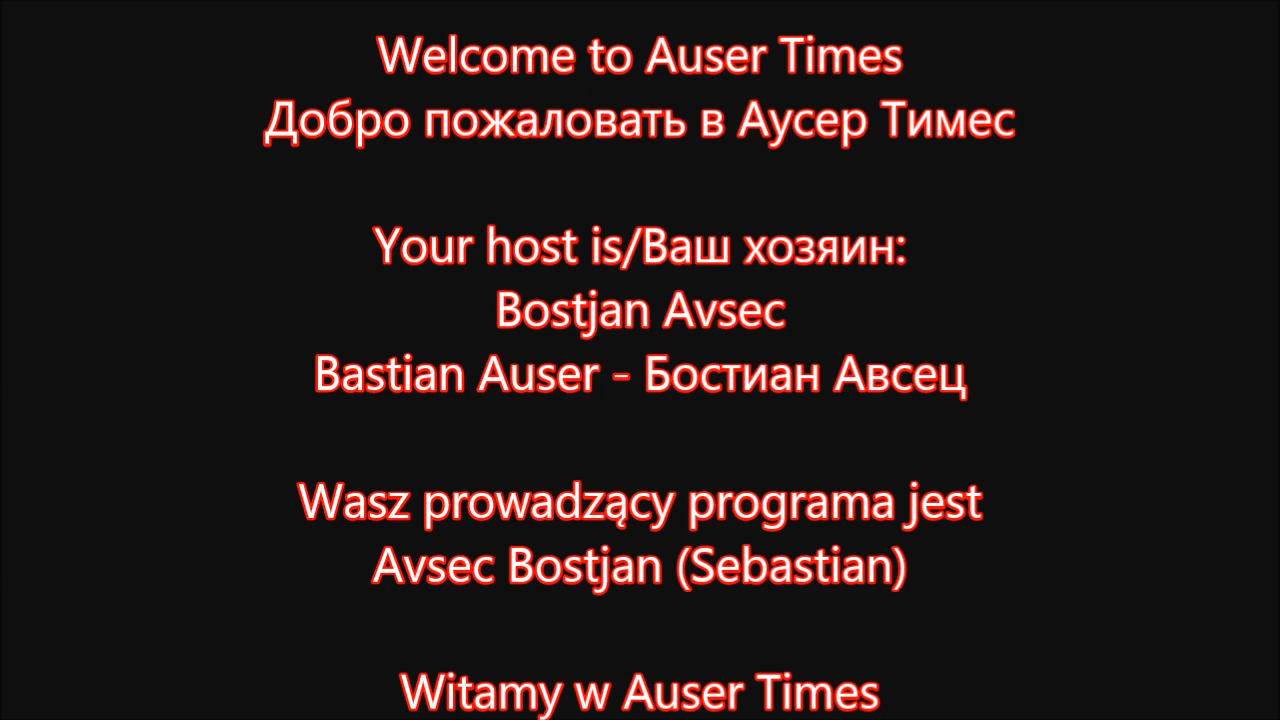 Welcome to Auser Times
Добро пожаловать в Аусер Тимес
Your host is/Ваш хозяин:
Bostjan Avsec
Bastian Auser - Бостиан Авсец
Wasz prowadzący programa jest
Avsec Bostjan (Sebastian)
Witamy w Auser Times